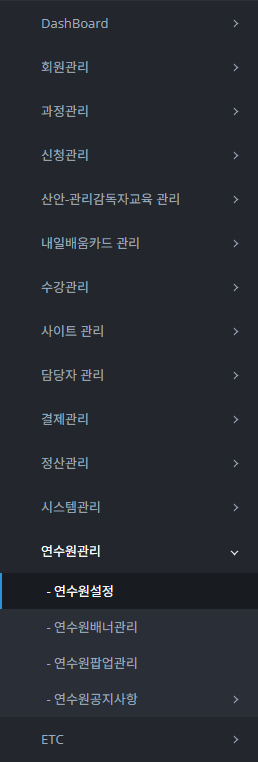 DashBoard
회원관리
과정관리
신청관리
산안-관리감독자교육 관리
내일배움카드 관리
수강관리
사이트 관리
담당자 관리
결제관리
정산관리
시스템관리
연수원관리
- 연수원설정
- 연수원배너관리
- 연수원팝업관리
- 연수원공지사항
ETC